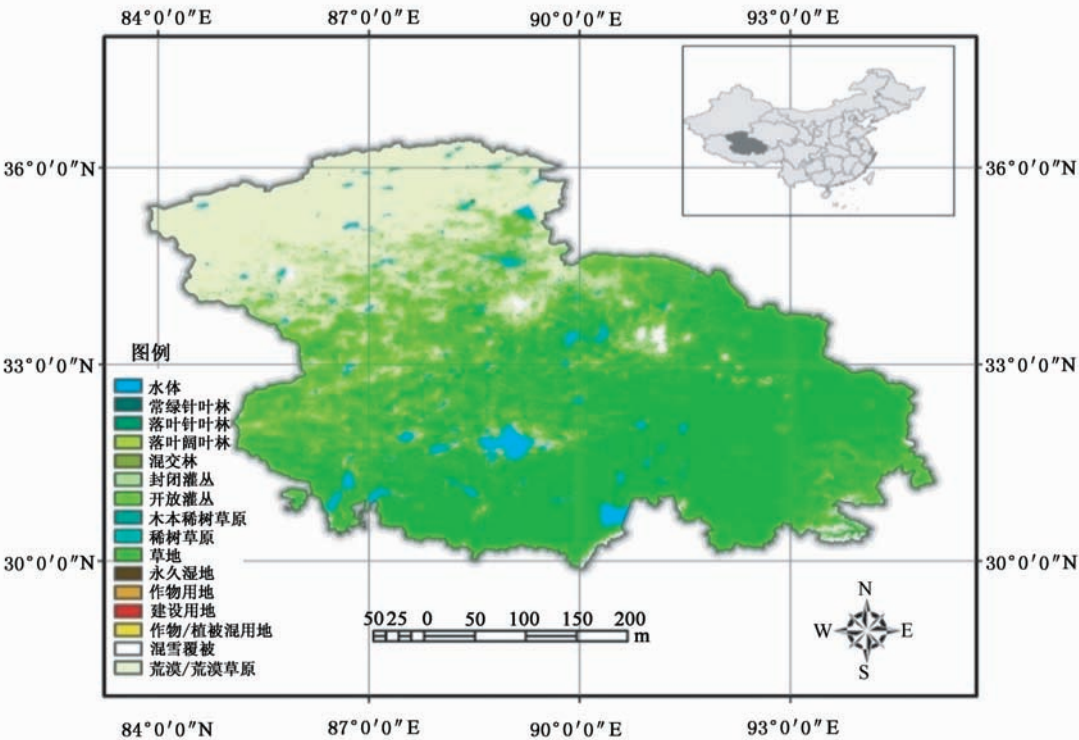 84°0′0″E 87°0′0″E 90°0′0″E 93°0′0″E
36°0′0″N 36°0′0″N
33°0′0″N 33°0′0″N
30°0′0″N 30°0′0″N
图例
水体
常绿针叶林
落叶针叶林
落叶阔叶林
混交林
封闭灌丛
开放灌丛
木本稀树草原
稀树草原
草地
永久湿地
作物用地
建设用地
作物/植被混用地
混雪覆被
荒漠/荒漠草原
5025 0 50 100 150 200
m
N
W E
S
84°0′0″N 87°0′0″E 90°0′0″E 93°0′0″E